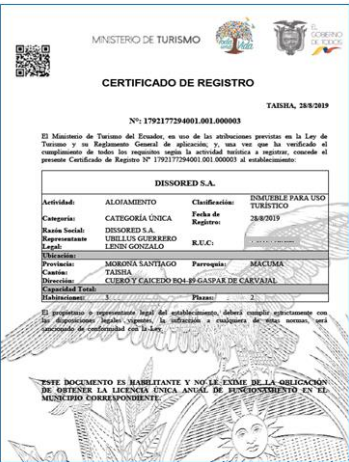 MINISTERIO DE TURISMO
EL
GOBIERNO
DE TODOS
CERTIFICADO DE REGISTRO
TAISHA, 28/8/2019
Nº: 1792177294001.001.000003
El Ministerio de Turismo del Ecuador, en uso de las atribuciones previstas en la Ley de
Turismo y su Reglamento General de aplicación; y, una vez que ha verificado el
cumplimiento de todos los requisitos según la actividad turística a registrar, concede el
presente Certificado de Registro Nº 1792177294001.001.000003 al establecimiento:
DISSORED S.A.
Actividad: ALOJAMIENTO Clasificación: INMUEBLE PARA USO TURÍSTICO
Categoría: CATEGORÍA ÚNICA Fecha de Registro: 28/8/2019
Razón Social: DISSORED S.A.
Representante Legal: UBILLUS GUERRERO LENIN GONZALO R.U.C:
Ubicación:
Provincia: MORONA SANTIAGO Parroquia: MACUMA
Cantón: TAISHA
Dirección: CUERO Y CAICEDO EO4-89 GASPAR DE CARVAJAL
Capacidad Total:
Habitaciones: 3 Plazas: 2
El propietario o representante legal del establecimiento, deberá cumplir estrictamente con
las disposiciones legales vigentes, la infracción a cualquiera de estas normas, será
sancionado de conformidad con la Ley.
ESTE DOCUMENTO ES HABILITANTE Y NO LE EXIME DE LA OBLIGACIÓN
DE OBTENER LA LICENCIA ÚNICA ANUAL DE FUNCIONAMIENTO EN EL
MUNICIPIO CORRESPONDIENTE.